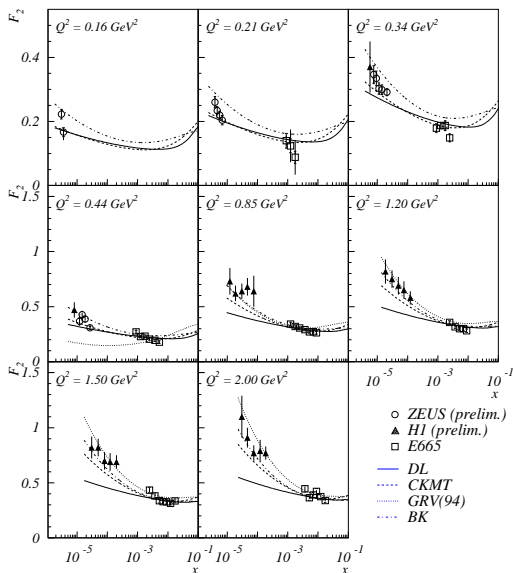 F₂
Q² = 0.16 GeV²
Q² = 0.21 GeV²
Q² = 0.34 GeV²
0.4
0.2
0
F₂
1.5
Q² = 0.44 GeV²
Q² = 0.85 GeV²
Q² = 1.20 GeV²
1
0.5
0
10⁻⁵ 10⁻³ 10⁻¹
x
F₂
1.5
Q² = 1.50 GeV²
Q² = 2.00 GeV²
1
0.5
0
10⁻⁵ 10⁻³ 10⁻¹
x
10⁻⁵ 10⁻³ 10⁻¹
x
ZEUS (prelim.)
H1 (prelim.)
E665
DL
CKMT
GRV(94)
BK